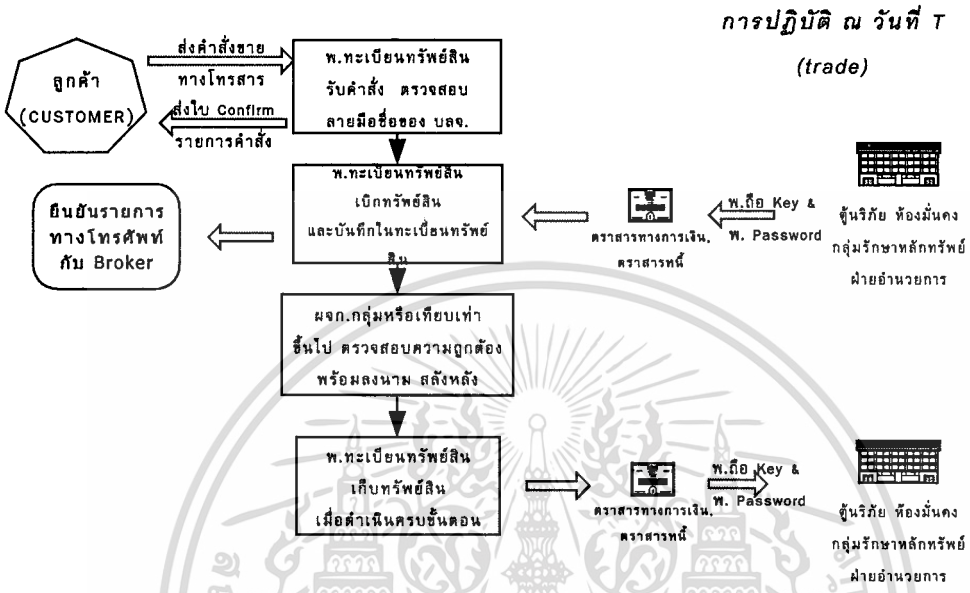 การปฏิบัติ ณ วันที่ T
(trade)
ลูกค้า
(CUSTOMER)
ส่งคำสั่งขาย
ทางโทรสาร
ส่งใบ Confirm
รายการคำสั่ง
พ.ทะเบียนทรัพย์สิน
รับคำสั่ง ตรวจสอบ
ลายมือชื่อของ บลจ.
พ.ทะเบียนทรัพย์สิน
เบิกทรัพย์สิน
และบันทึกในทะเบียนทรัพย์
สิน
ยืนยันรายการ
ทางโทรศัพท์
กับ Broker
ตราสารทางการเงิน,
ตราสารหนี้
พ.ถือ Key &
พ. Password
ตู้นริภัย ห้องมั่นคง
กลุ่มรักษาหลักทรัพย์
ฝ่ายอำนวยการ
ผจก.กลุ่มหรือเทียบเท่า
ขึ้นไป ตรวจสอบความถูกต้อง
พร้อมลงนาม สลังหลัง
พ.ทะเบียนทรัพย์สิน
เก็บทรัพย์สิน
เมื่อดำเนินครบขั้นตอน
ตราสารทางการเงิน,
ตราสารหนี้
พ.ถือ Key &
พ. Password
ตู้นริภัย ห้องมั่นคง
กลุ่มรักษาหลักทรัพย์
ฝ่ายอำนวยการ